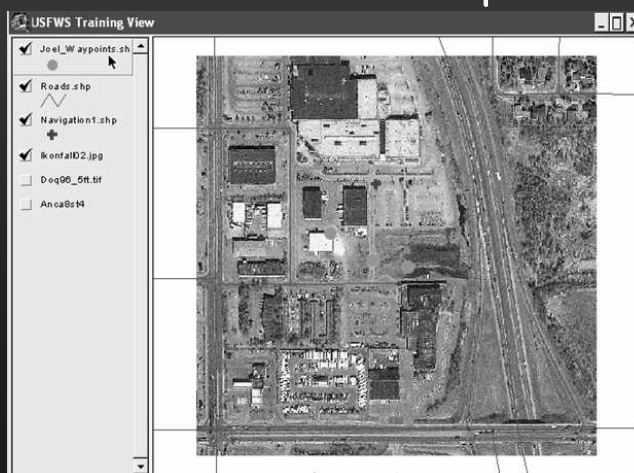 USFWS Training View
Joel_Waypoints.sh
Roads.shp
Navigation1.shp
Ikonfall02.jpg
Doq96_5ft.tif
Anca8st4